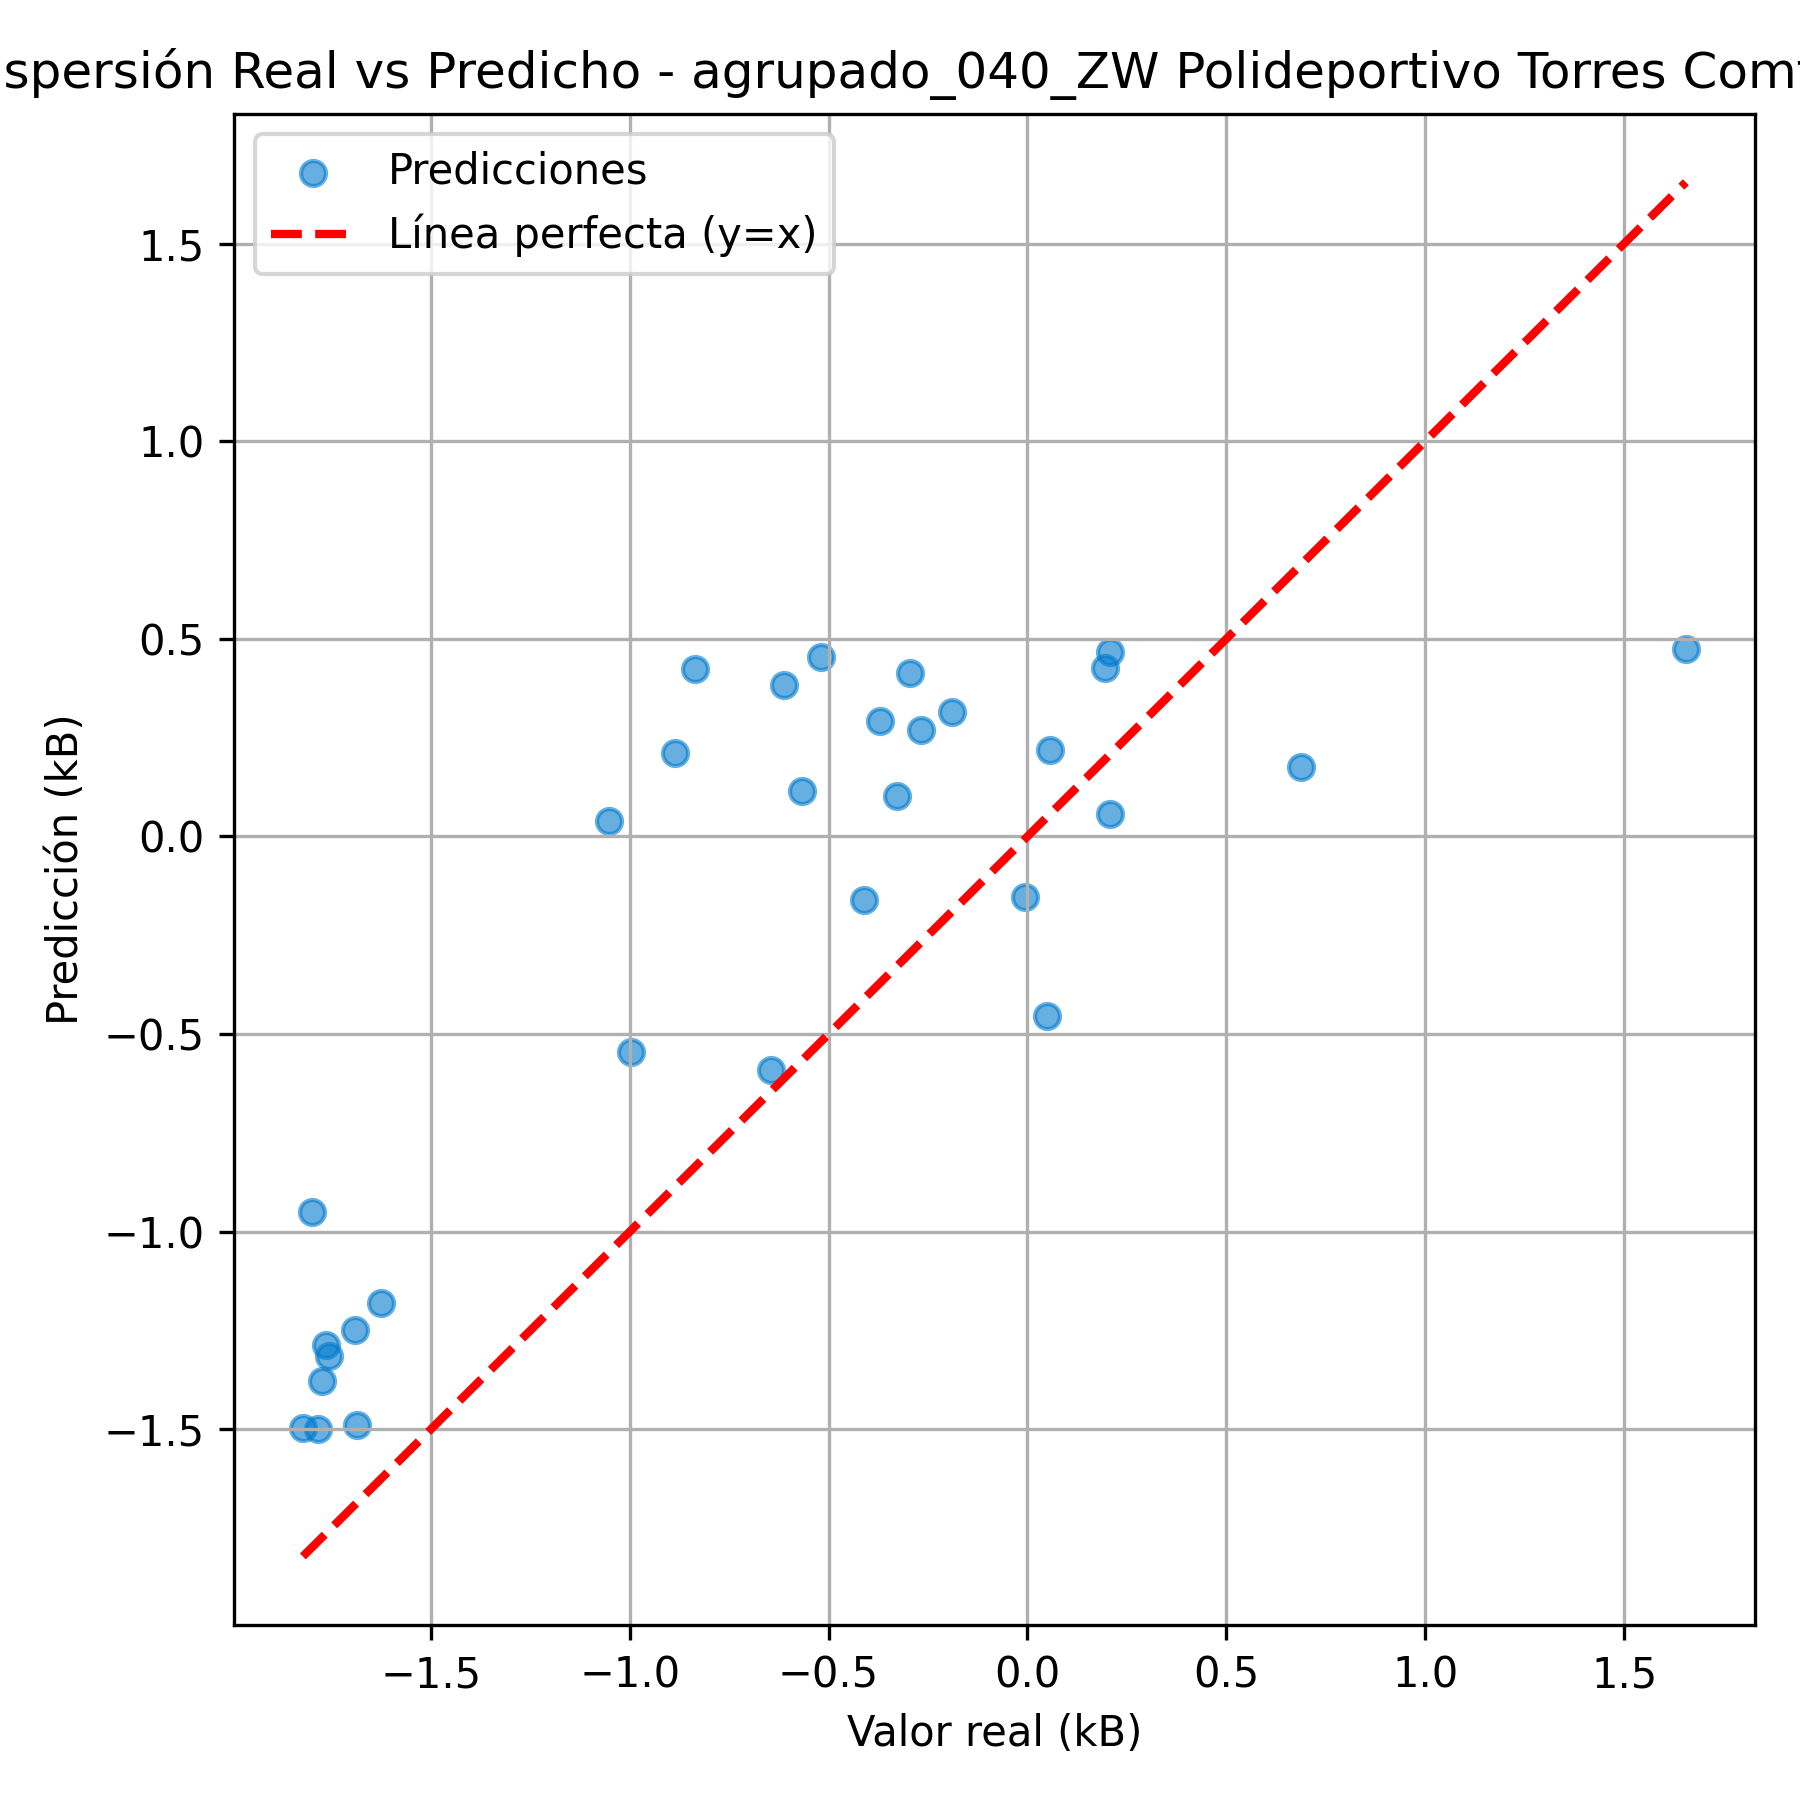 spersión Real vs Predicho - agrupado_040_ZW Polideportivo Torres Com
Predicciones
Línea perfecta (y=x)
1.5
1.0
0.5
0.0
−0.5
−1.0
−1.5
Predicción (kB)
−1.5 −1.0 −0.5 0.0 0.5 1.0 1.5
Valor real (kB)